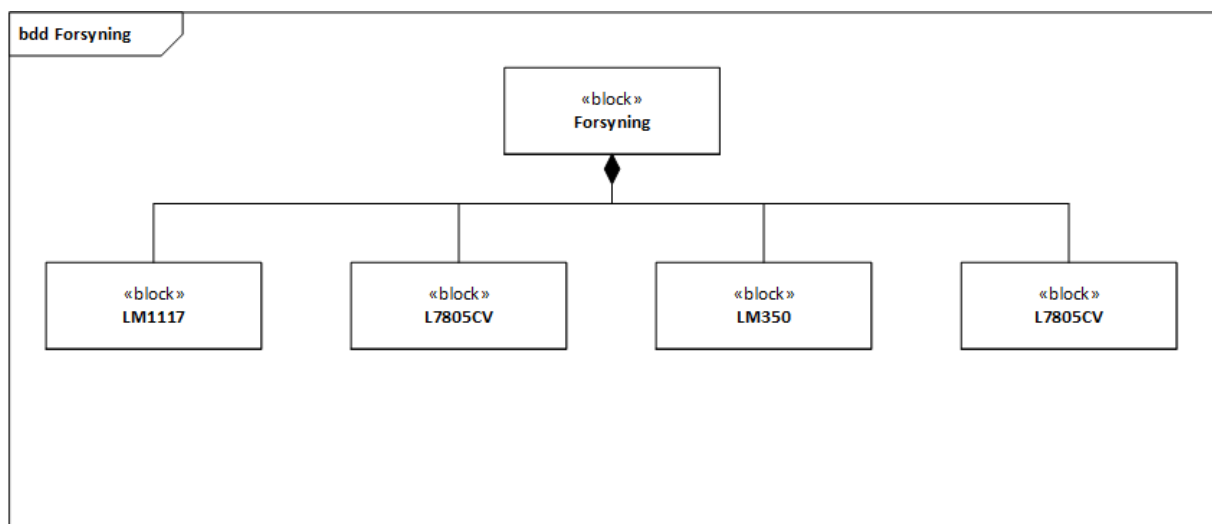 bdd Forsyning
«block»
Forsyning
«block»
LM1117
«block»
L7805CV
«block»
LM350
«block»
L7805CV